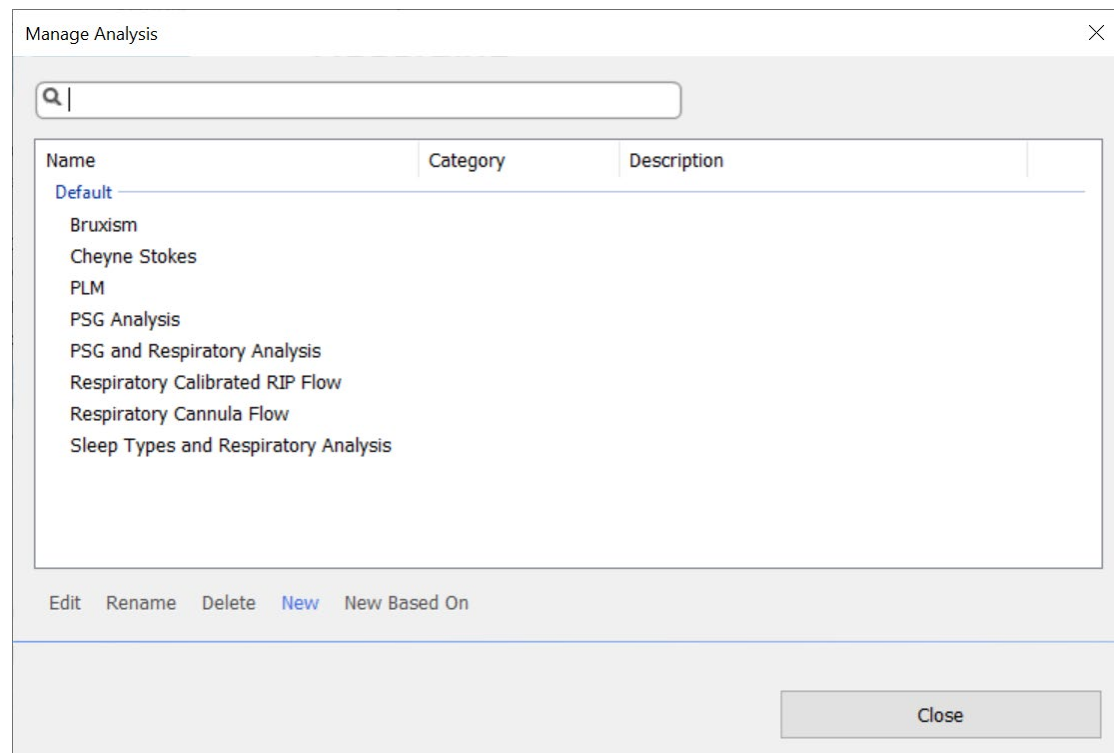 Manage Analysis
Name Category Description
Default
Bruxism
Cheyne Stokes
PLM
PSG Analysis
PSG and Respiratory Analysis
Respiratory Calibrated RIP Flow
Respiratory Cannula Flow
Sleep Types and Respiratory Analysis
Edit Rename Delete New New Based On
Close